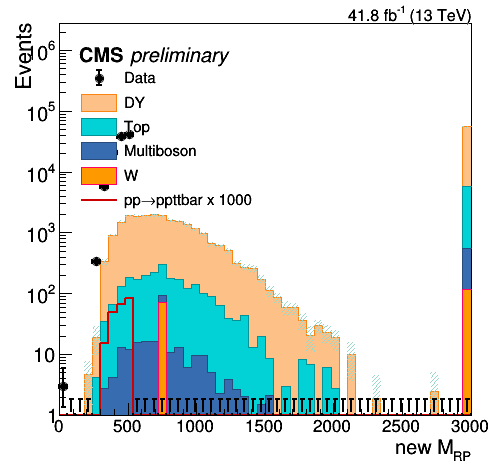 41.8 fb⁻¹ (13 TeV)
Events
CMS preliminary
Data
DY
Top
Multiboson
W
pp→ppttbar x 1000
10⁶
10⁵
10⁴
10³
10²
10
1
0 500 1000 1500 2000 2500 3000
new M_RP